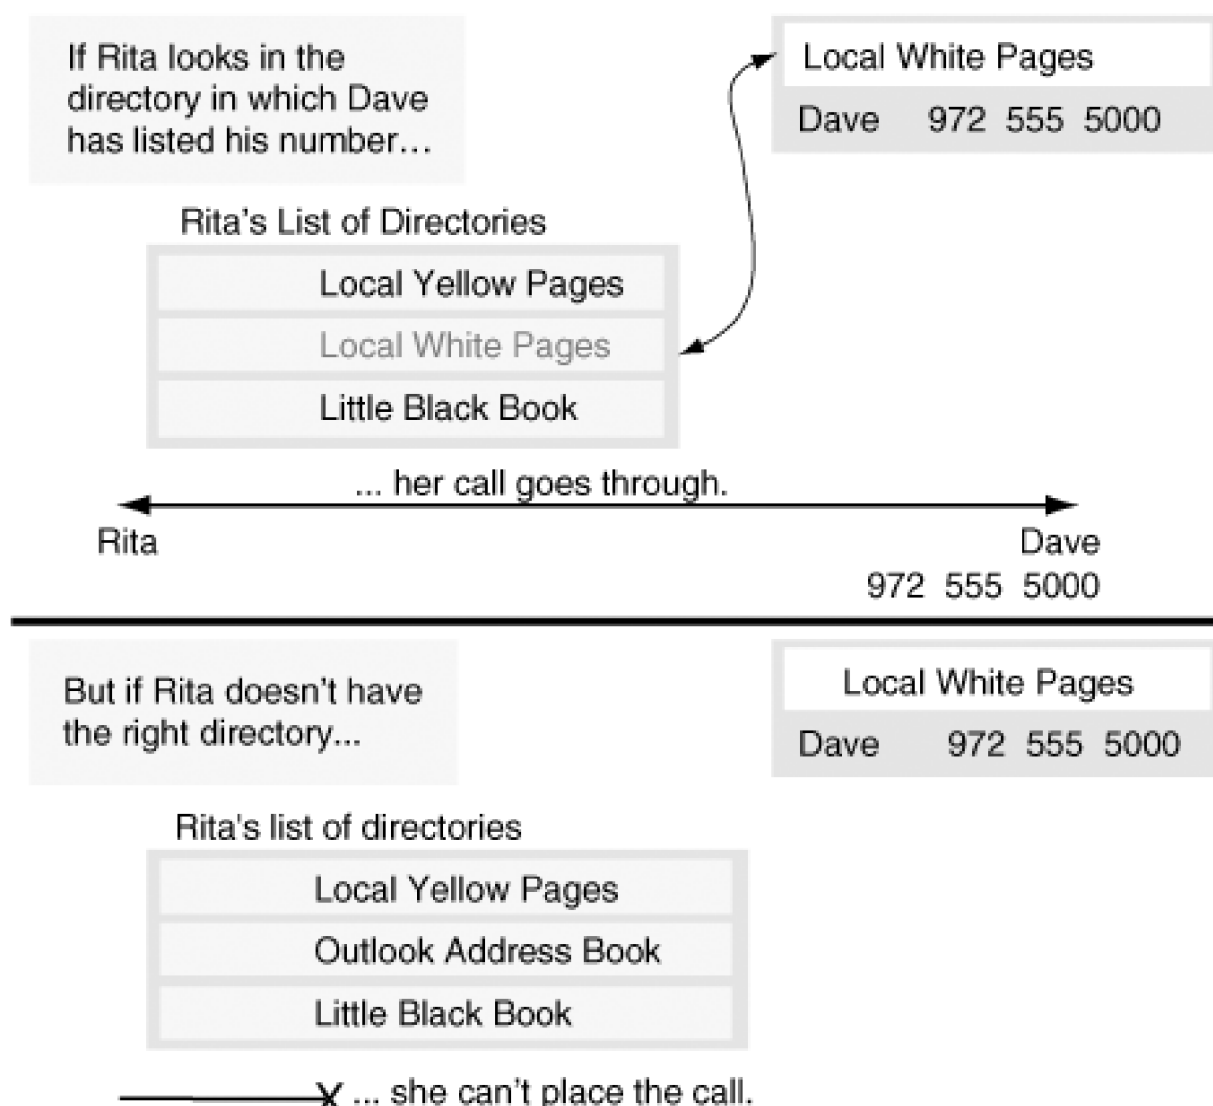 If Rita looks in the
directory in which Dave
has listed his number...
Local White Pages
Dave 972 555 5000
Rita's List of Directories
Local Yellow Pages
Local White Pages
Little Black Book
... her call goes through.
Rita
Dave
972 555 5000
But if Rita doesn't have
the right directory...
Local White Pages
Dave 972 555 5000
Rita's list of directories
Local Yellow Pages
Outlook Address Book
Little Black Book
... she can't place the call.